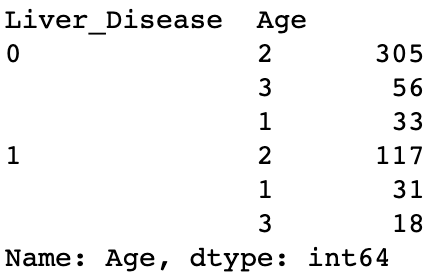 Liver_Disease  Age
0              2      305
               3       56
               1       33
1              2      117
               1       31
               3       18
Name: Age, dtype: int64